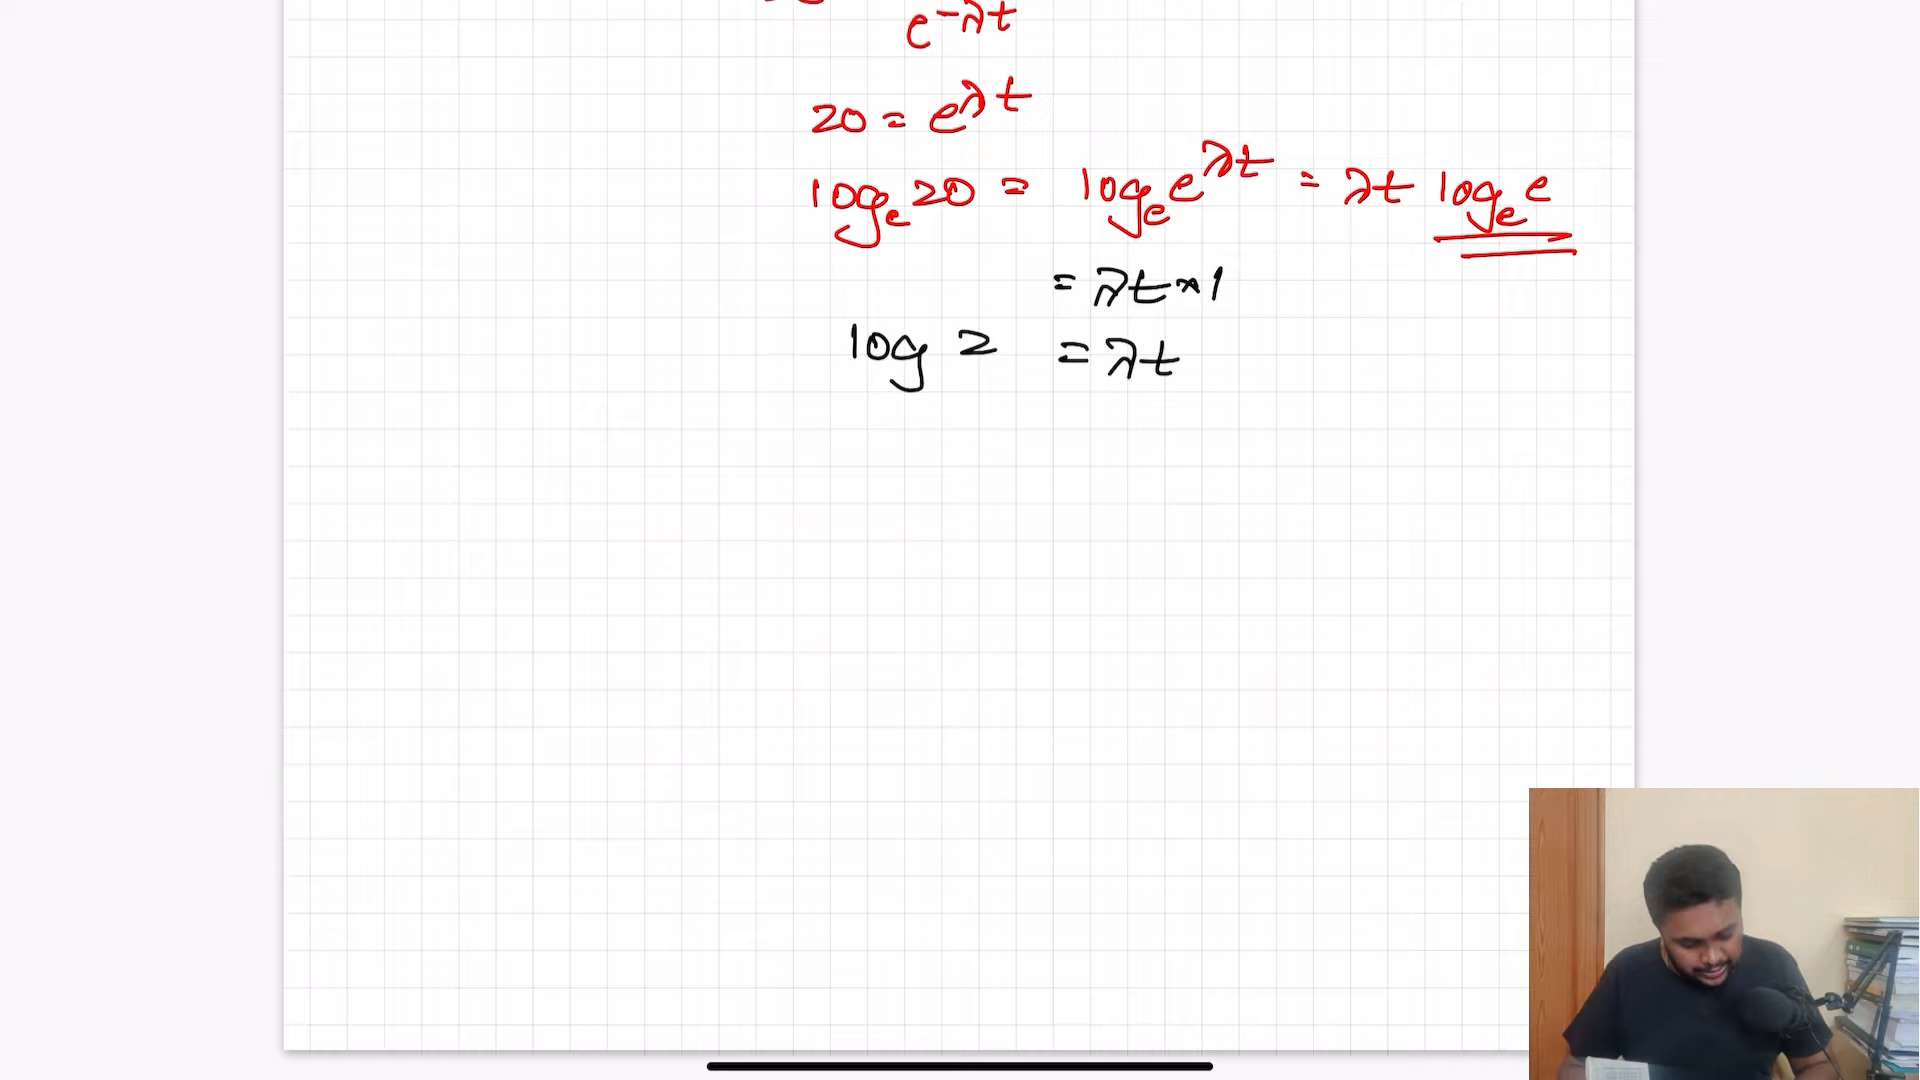 e^{-λt}
20 = e^{λt}
log_e 20 = log_e e^{λt} = λt log_e e
= λt × 1
log 2 = λt